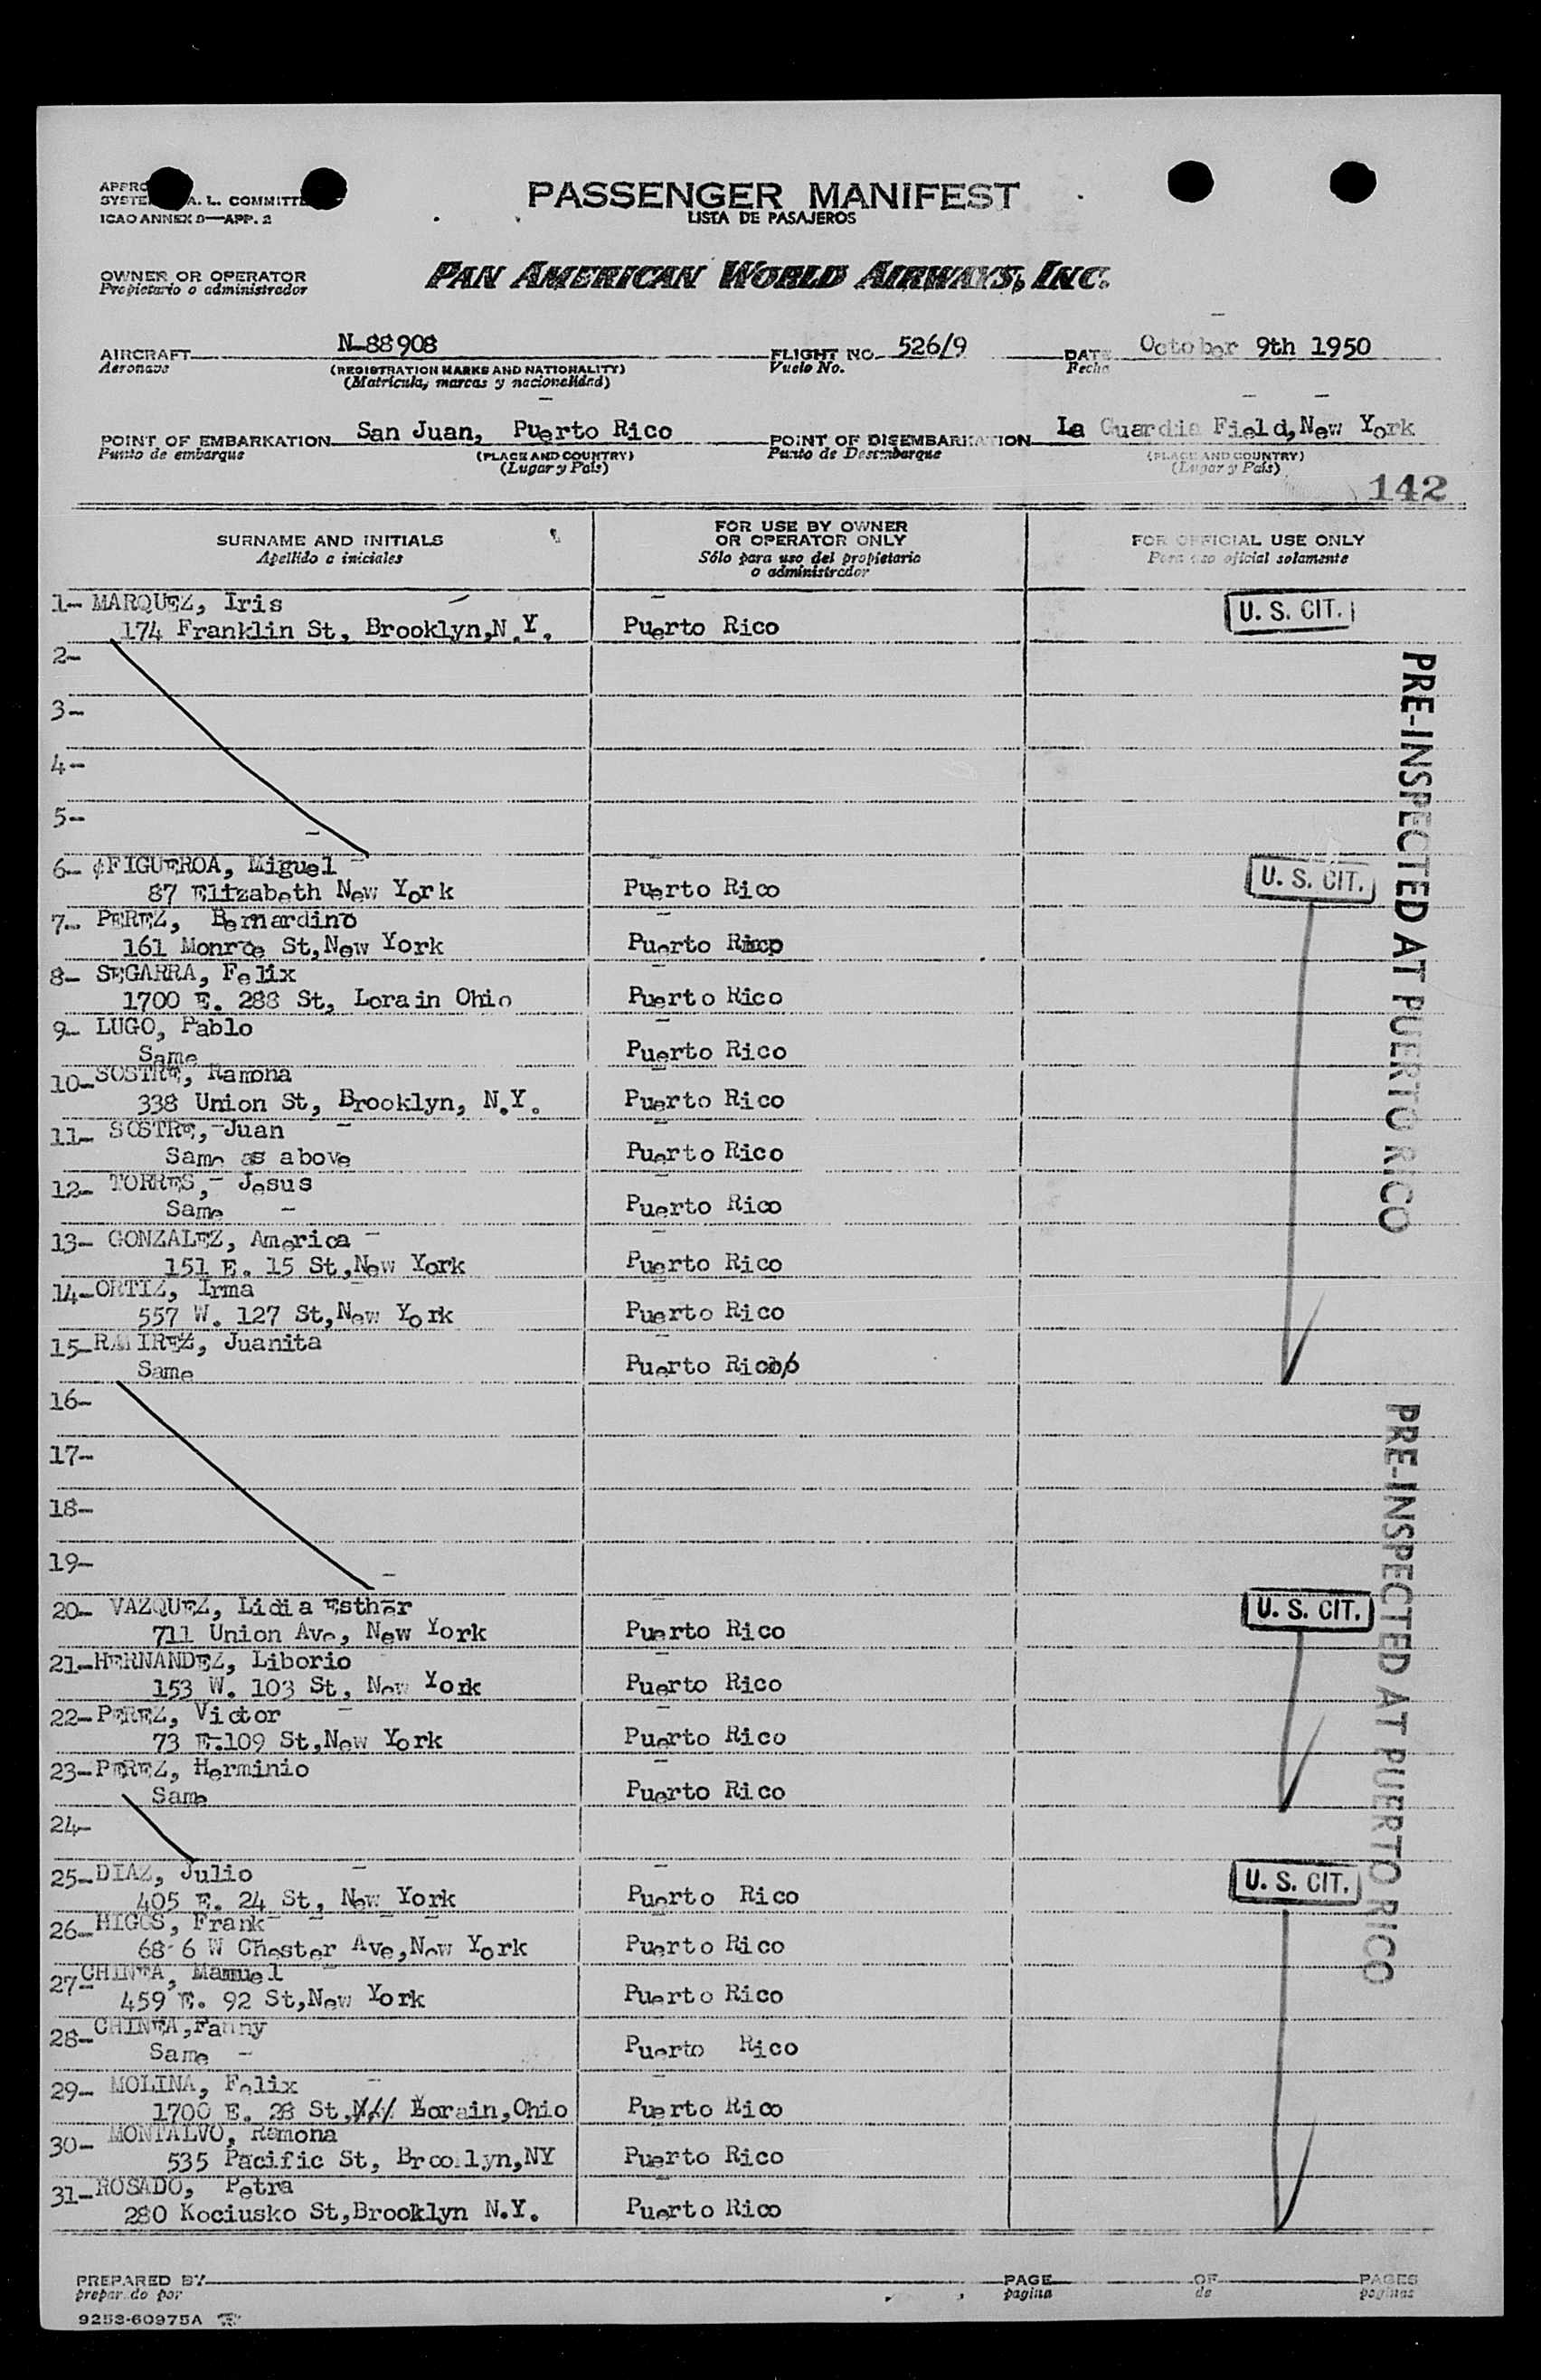 PASSENGER MANIFEST
LISTA DE PASAJEROS
A. L. COMMITTE
ICAO ANNEX 9—APP. 2
OWNER OR OPERATOR
Propietario o administrador
PAN AMERICAN WORLD AIRWAYS, INC.
AIRCRAFT N-88908 FLIGHT NO. 526/9 DATE October 9th 1950
Aeronave (REGISTRATION MARKS AND NATIONALITY) Vuelo No. Fecha
(Matrícula, marcas y nacionalidad)
POINT OF EMBARKATION San Juan, Puerto Rico POINT OF DISEMBARKATION La Guardia Field,New York
Punto de embarque (PLACE AND COUNTRY) Punto de Desembarque (PLACE AND COUNTRY)
(Lugar y País) (Lugar y País)
142
SURNAME AND INITIALS FOR USE BY OWNER OR OPERATOR ONLY FOR OFFICIAL USE ONLY
Apellido e iniciales Sólo para uso del propietario o administrador Para uso oficial solamente
1- MARQUEZ, Iris U. S. CIT.
174 Franklin St, Brooklyn,N.Y. Puerto Rico
2-
3-
4-
5-
6- FIGUEROA, Miguel U. S. CIT.
87 Elizabeth New York Puerto Rico
7- PEREZ, Bernardino
161 Monroe St,New York Puerto
8- SEGARRA, Felix
1700 E. 288 St, Lorain Ohio Puerto Rico
9- LUGO, Pablo
Same Puerto Rico
10- SOSTRE, Ramona
338 Union St, Brooklyn, N.Y. Puerto Rico
11- SOSTRE, Juan
Same as above Puerto Rico
12- TORRES, Jesus
Same Puerto Rico
13- GONZALEZ, America
151 E. 15 St,New York Puerto Rico
14- ORTIZ, Irma
557 W. 127 St,New York Puerto Rico
15- RAMIREZ, Juanita
Same Puerto Rico
16-
17-
18-
19-
20- VAZQUEZ, Lidia Esther U. S. CIT.
711 Union Ave, New York Puerto Rico
21- HERNANDEZ, Liborio
153 W. 103 St, New York Puerto Rico
22- PEREZ, Victor
73 E.109 St,New York Puerto Rico
23- PEREZ, Herminio
Same Puerto Rico
24-
25- DIAZ, Julio U. S. CIT.
405 E. 24 St, New York Puerto Rico
26- HIGGS, Frank
W Chester Ave,New York Puerto Rico
27- CHINEA, Manuel
459 E. 92 St,New York Puerto Rico
28- CHINEA,Fanny
Same Puerto Rico
29- MOLINA, Felix
1700 E. 28 St, Lorain,Ohio Puerto Rico
30- MONTALVO, Ramona
535 Pacific St, Brooklyn,NY Puerto Rico
31- ROSADO, Petra
280 Kociusko St,Brooklyn N.Y. Puerto Rico
PRE-INSPECTED AT PUERTO RICO
PRE-INSPECTED AT PUERTO RICO
PREPARED BY PAGE OF PAGES
pagina de paginas
9253-60975A